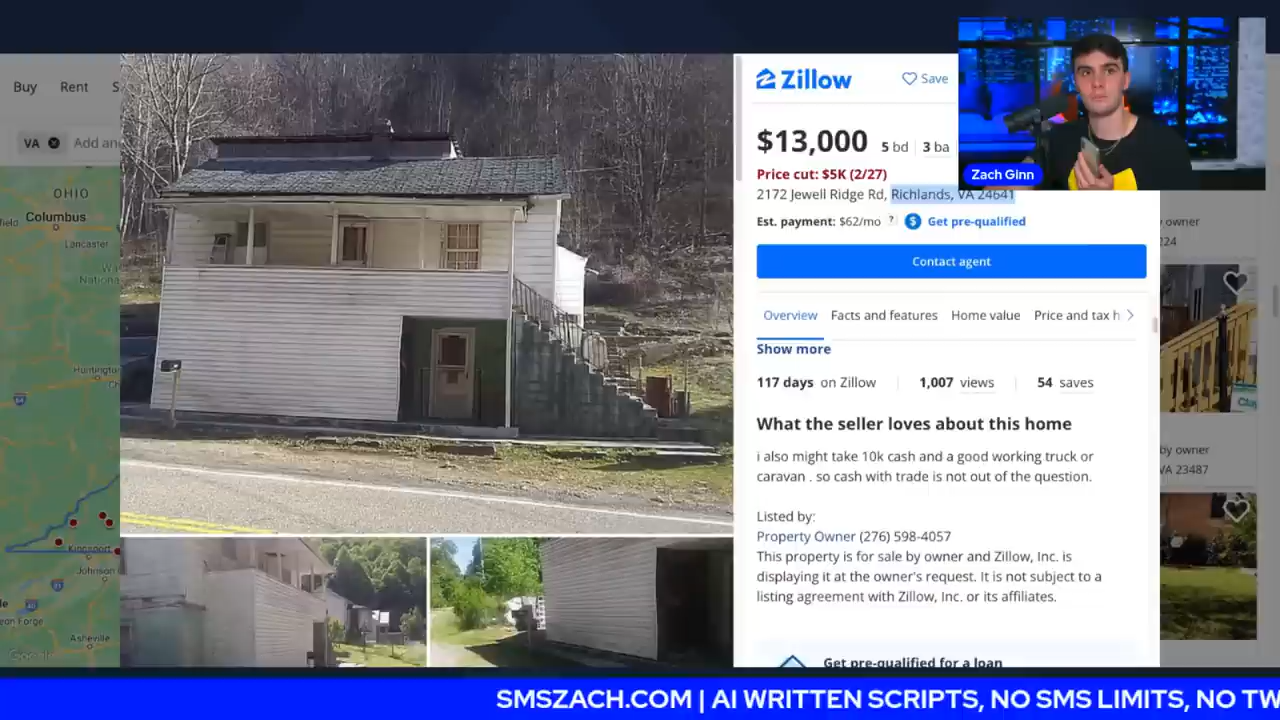 Buy Rent S
VA
Add an
OHIO
Columbus
Lancaster
Huntington
Kingsport
Johnson
Asheville
Google
Zillow
Save
$13,000 5 bd 3 ba
Price cut: $5K (2/27)
2172 Jewell Ridge Rd, Richlands, VA 24641
Est. payment: $62/mo ? $ Get pre-qualified
Contact agent
Overview Facts and features Home value Price and tax h
Show more
117 days on Zillow 1,007 views 54 saves
What the seller loves about this home
i also might take 10k cash and a good working truck or
caravan . so cash with trade is not out of the question.
Listed by:
Property Owner (276) 598-4057
This property is for sale by owner and Zillow, Inc. is
displaying it at the owner's request. It is not subject to a
listing agreement with Zillow, Inc. or its affiliates.
Get pre-qualified for a loan
Zach Ginn
owner
224
by owner
VA 23487
SMSZACH.COM | AI WRITTEN SCRIPTS, NO SMS LIMITS, NO TW